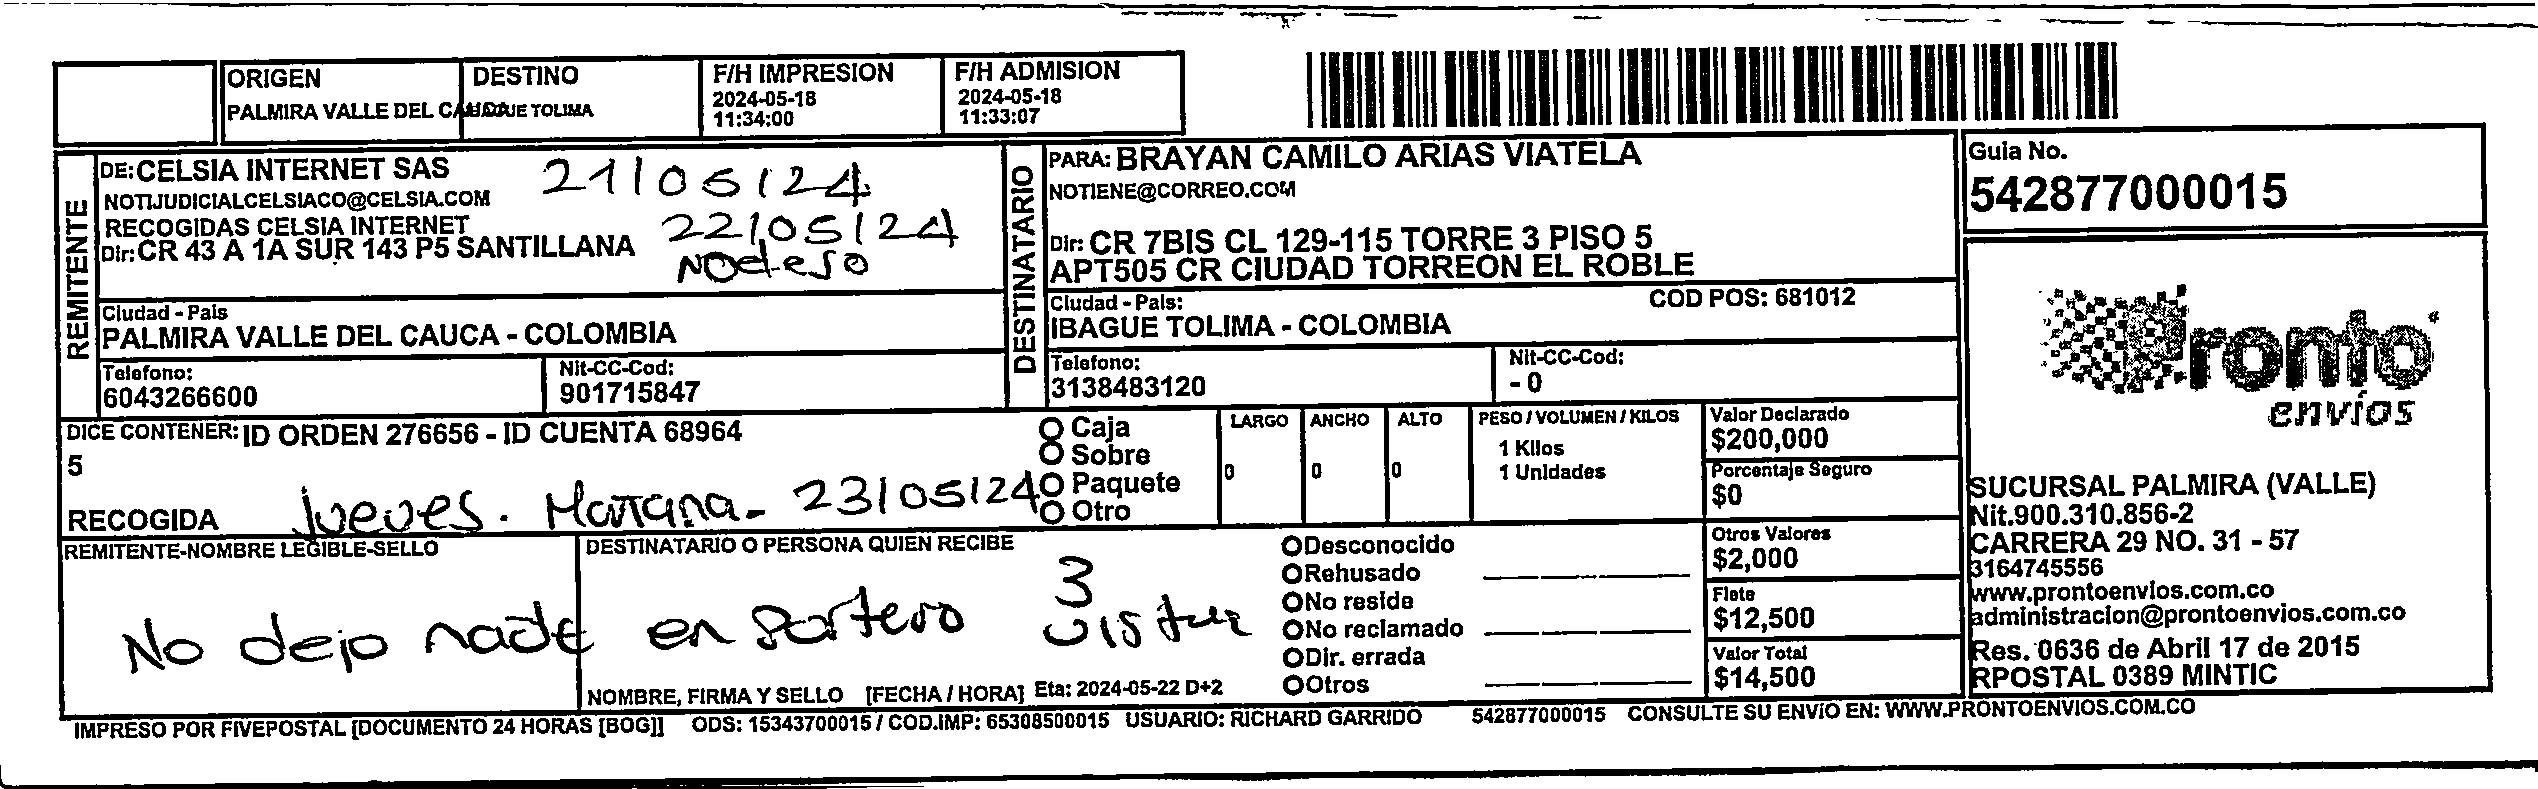 ORIGEN
PALMIRA VALLE DEL CAUCA
DESTINO
IBAGUE TOLIMA
F/H IMPRESION
2024-05-18
11:34:00
F/H ADMISION
2024-05-18
11:33:07
REMITENTE
DE: CELSIA INTERNET SAS
NOTIJUDICIALCELSIACO@CELSIA.COM
RECOGIDAS CELSIA INTERNET
Dir: CR 43 A 1A SUR 143 P5 SANTILLANA
21/05/24
22/05/24
Ciudad - Pais
PALMIRA VALLE DEL CAUCA - COLOMBIA
Telefono:
6043266600
Nit-CC-Cod:
901715847
DESTINATARIO
PARA: BRAYAN CAMILO ARIAS VIATELA
NOTIENE@CORREO.COM
Dir: CR 7BIS CL 129-115 TORRE 3 PISO 5
APT505 CR CIUDAD TORREON EL ROBLE
Ciudad - Pais:
COD POS: 681012
IBAGUE TOLIMA - COLOMBIA
Telefono:
3138483120
Nit-CC-Cod:
- 0
Guia No.
542877000015
DICE CONTENER: ID ORDEN 276656 - ID CUENTA 68964
5
RECOGIDA
Jueves. Mañana - 23/05/24
Caja
Sobre
Paquete
Otro
LARGO
0
ANCHO
0
ALTO
0
PESO / VOLUMEN / KILOS
1 Kilos
1 Unidades
Valor Declarado
$200,000
Porcentaje Seguro
$0
Otros Valores
$2,000
Flete
$12,500
Valor Total
$14,500
REMITENTE-NOMBRE LEGIBLE-SELLO
DESTINATARIO O PERSONA QUIEN RECIBE
3
No dejo nade en Portero
NOMBRE, FIRMA Y SELLO [FECHA / HORA] Eta: 2024-05-22 D+2
Desconocido
Rehusado
No reside
No reclamado
Dir. errada
Otros
Pronto
envíos
SUCURSAL PALMIRA (VALLE)
Nit.900.310.856-2
CARRERA 29 NO. 31 - 57
3164745556
www.prontoenvios.com.co
administracion@prontoenvios.com.co
Res. 0636 de Abril 17 de 2015
RPOSTAL 0389 MINTIC
IMPRESO POR FIVEPOSTAL [DOCUMENTO 24 HORAS [BOG]] ODS: 15343700015 / COD.IMP: 65308500015 USUARIO: RICHARD GARRIDO 542877000015 CONSULTE SU ENVIO EN: WWW.PRONTOENVIOS.COM.CO